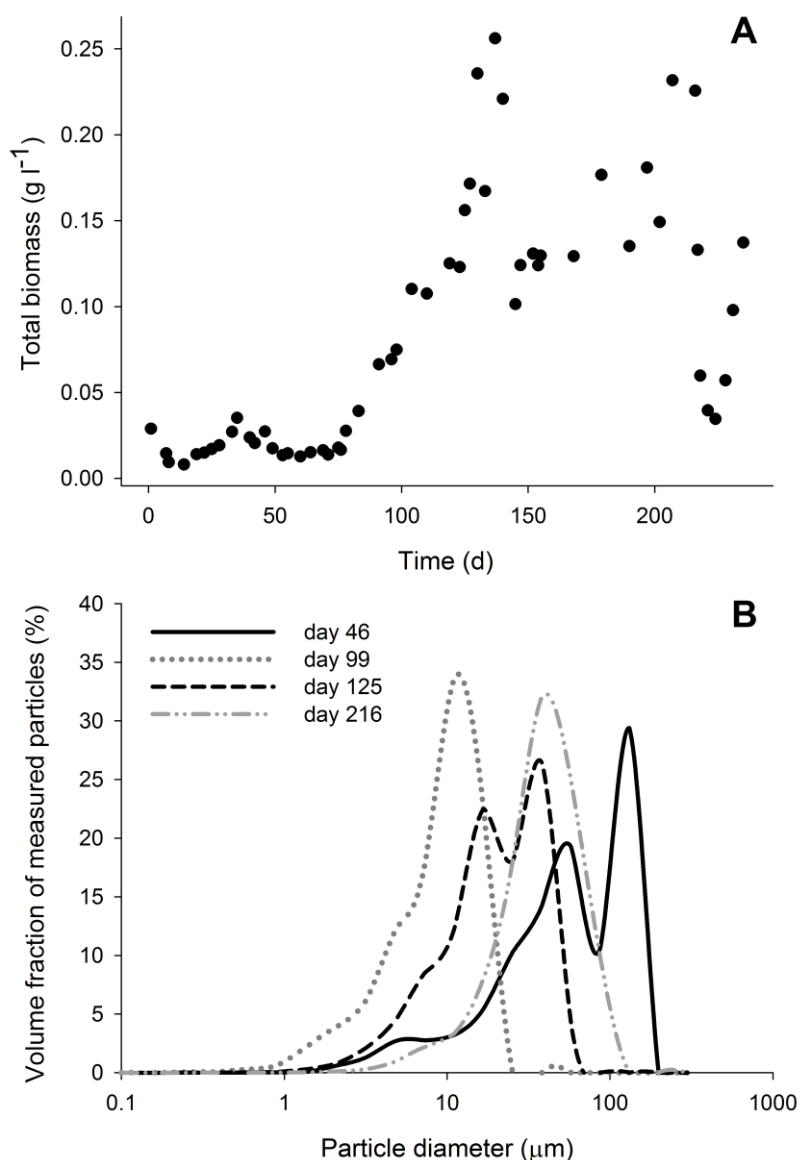 A
0.25
0.20
0.15
0.10
0.05
0.00
Total biomass (g l⁻¹)
0 50 100 150 200
Time (d)
B
40
35
30
25
20
15
10
5
0
Volume fraction of measured particles (%)
day 46
day 99
day 125
day 216
0.1 1 10 100 1000
Particle diameter (μm)